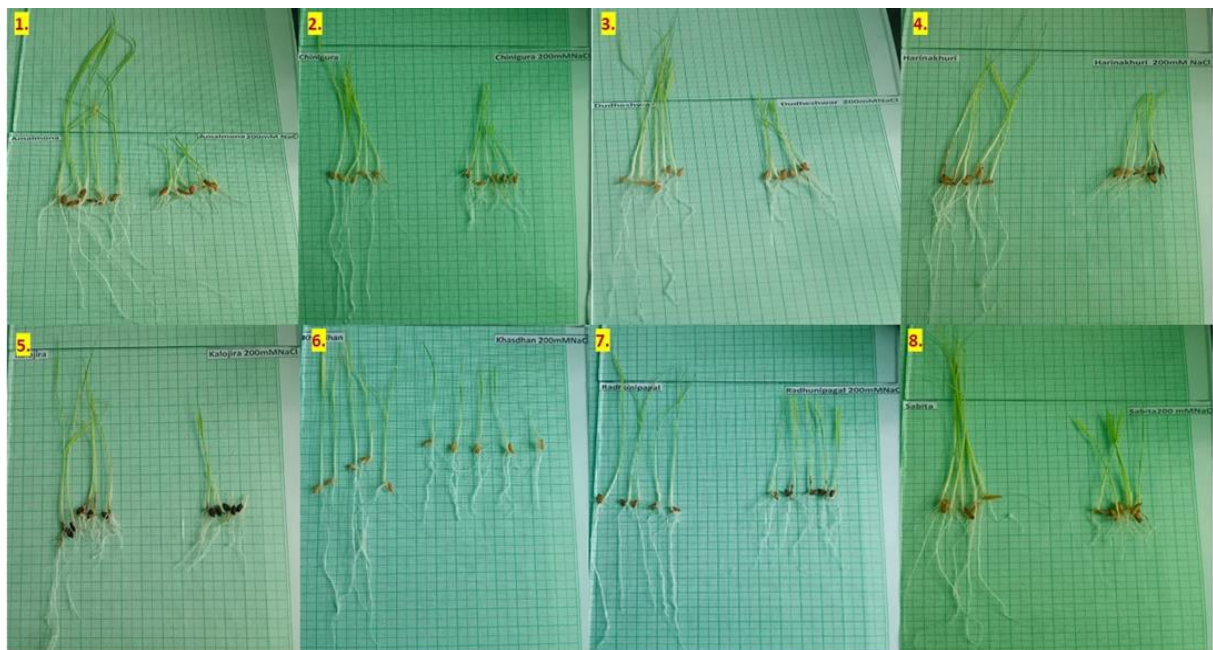 1.
Amalmona
Amalmona 200mM NaCl
2.
Chinigura
Chinigura 200mMNaCl
3.
Dudheshwar
Dudheshwar 200mMNaCl
4.
Harinakhuri
Harinakhuri 200mM NaCl
5.
Kalojira 200mMNaCl
6.
Khasdhan 200mMNaCl
7.
Radhunipagal
Radhunipagal 200mMNaCl
8.
Sabita
Sabita200 mMNaCl